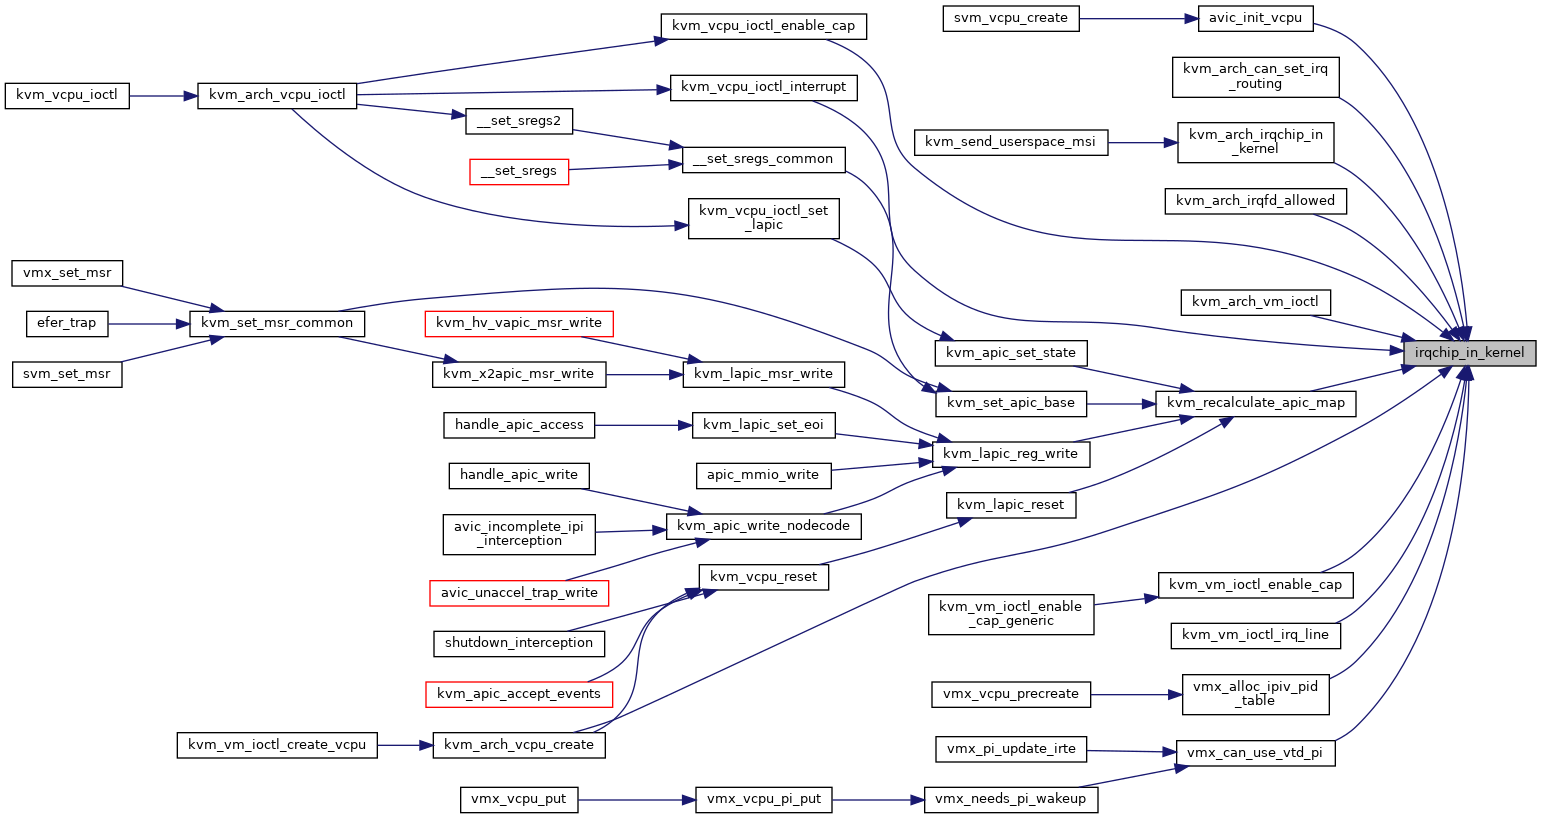 kvm_vcpu_ioctl_enable_cap
svm_vcpu_create
avic_init_vcpu
kvm_arch_can_set_irq
_routing
kvm_vcpu_ioctl
kvm_arch_vcpu_ioctl
kvm_vcpu_ioctl_interrupt
__set_sregs2
kvm_send_userspace_msi
kvm_arch_irqchip_in
_kernel
__set_sregs
__set_sregs_common
kvm_arch_irqfd_allowed
kvm_vcpu_ioctl_set
_lapic
vmx_set_msr
kvm_arch_vm_ioctl
efer_trap
kvm_set_msr_common
kvm_hv_vapic_msr_write
kvm_apic_set_state
irqchip_in_kernel
svm_set_msr
kvm_x2apic_msr_write
kvm_lapic_msr_write
kvm_set_apic_base
kvm_recalculate_apic_map
handle_apic_access
kvm_lapic_set_eoi
kvm_lapic_reg_write
handle_apic_write
apic_mmio_write
kvm_lapic_reset
avic_incomplete_ipi
_interception
kvm_apic_write_nodecode
avic_unaccel_trap_write
kvm_vcpu_reset
kvm_vm_ioctl_enable_cap
kvm_vm_ioctl_enable
_cap_generic
shutdown_interception
kvm_vm_ioctl_irq_line
kvm_apic_accept_events
vmx_vcpu_precreate
vmx_alloc_ipiv_pid
_table
kvm_vm_ioctl_create_vcpu
kvm_arch_vcpu_create
vmx_pi_update_irte
vmx_can_use_vtd_pi
vmx_vcpu_put
vmx_vcpu_pi_put
vmx_needs_pi_wakeup